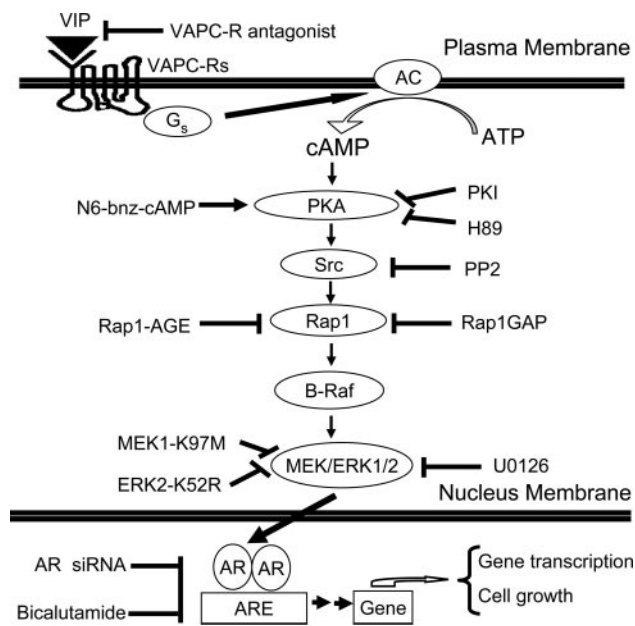 VIP
VAPC-R antagonist
Plasma Membrane
VAPC-Rs
AC
Gs
cAMP
ATP
N6-bnz-cAMP
PKA
PKI
H89
Src
PP2
Rap1-AGE
Rap1
Rap1GAP
B-Raf
MEK1-K97M
MEK/ERK1/2
U0126
ERK2-K52R
Nucleus Membrane
AR siRNA
AR AR
Gene transcription
Cell growth
Bicalutamide
ARE
Gene